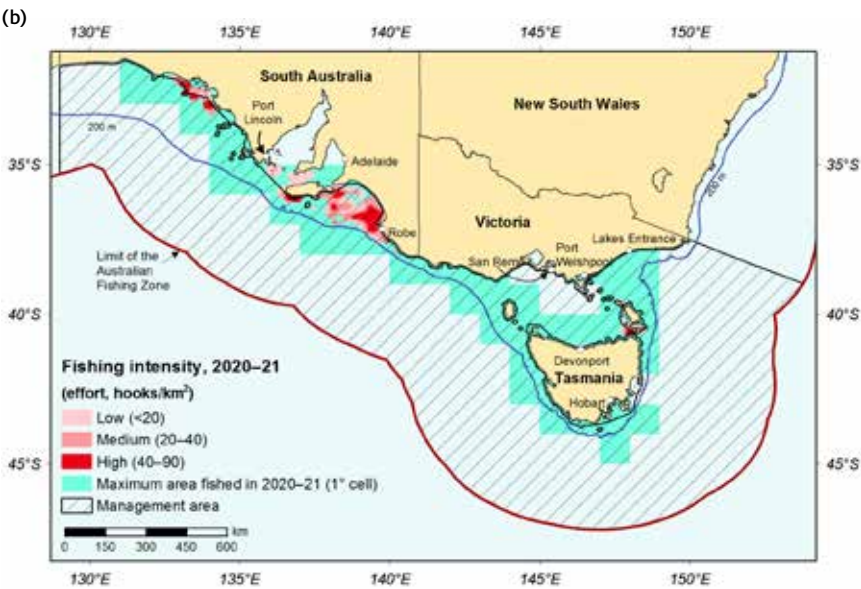 (b)
130°E 135°E 140°E 145°E 150°E
South Australia
New South Wales
Port
Lincoln
200 m
200 m
35°S 35°S
Adelaide
Victoria
Robe
Lakes Entrance
Port
San Remo
Welshpool
Limit of the
Australian
Fishing Zone
40°S 40°S
Fishing intensity, 2020–21
(effort, hooks/km²)
Low (<20)
Medium (20–40)
High (40–90)
Maximum area fished in 2020–21 (1° cell)
Management area
Devonport
Tasmania
Hobart
45°S 45°S
km
0 150 300 450 600
130°E 135°E 140°E 145°E 150°E